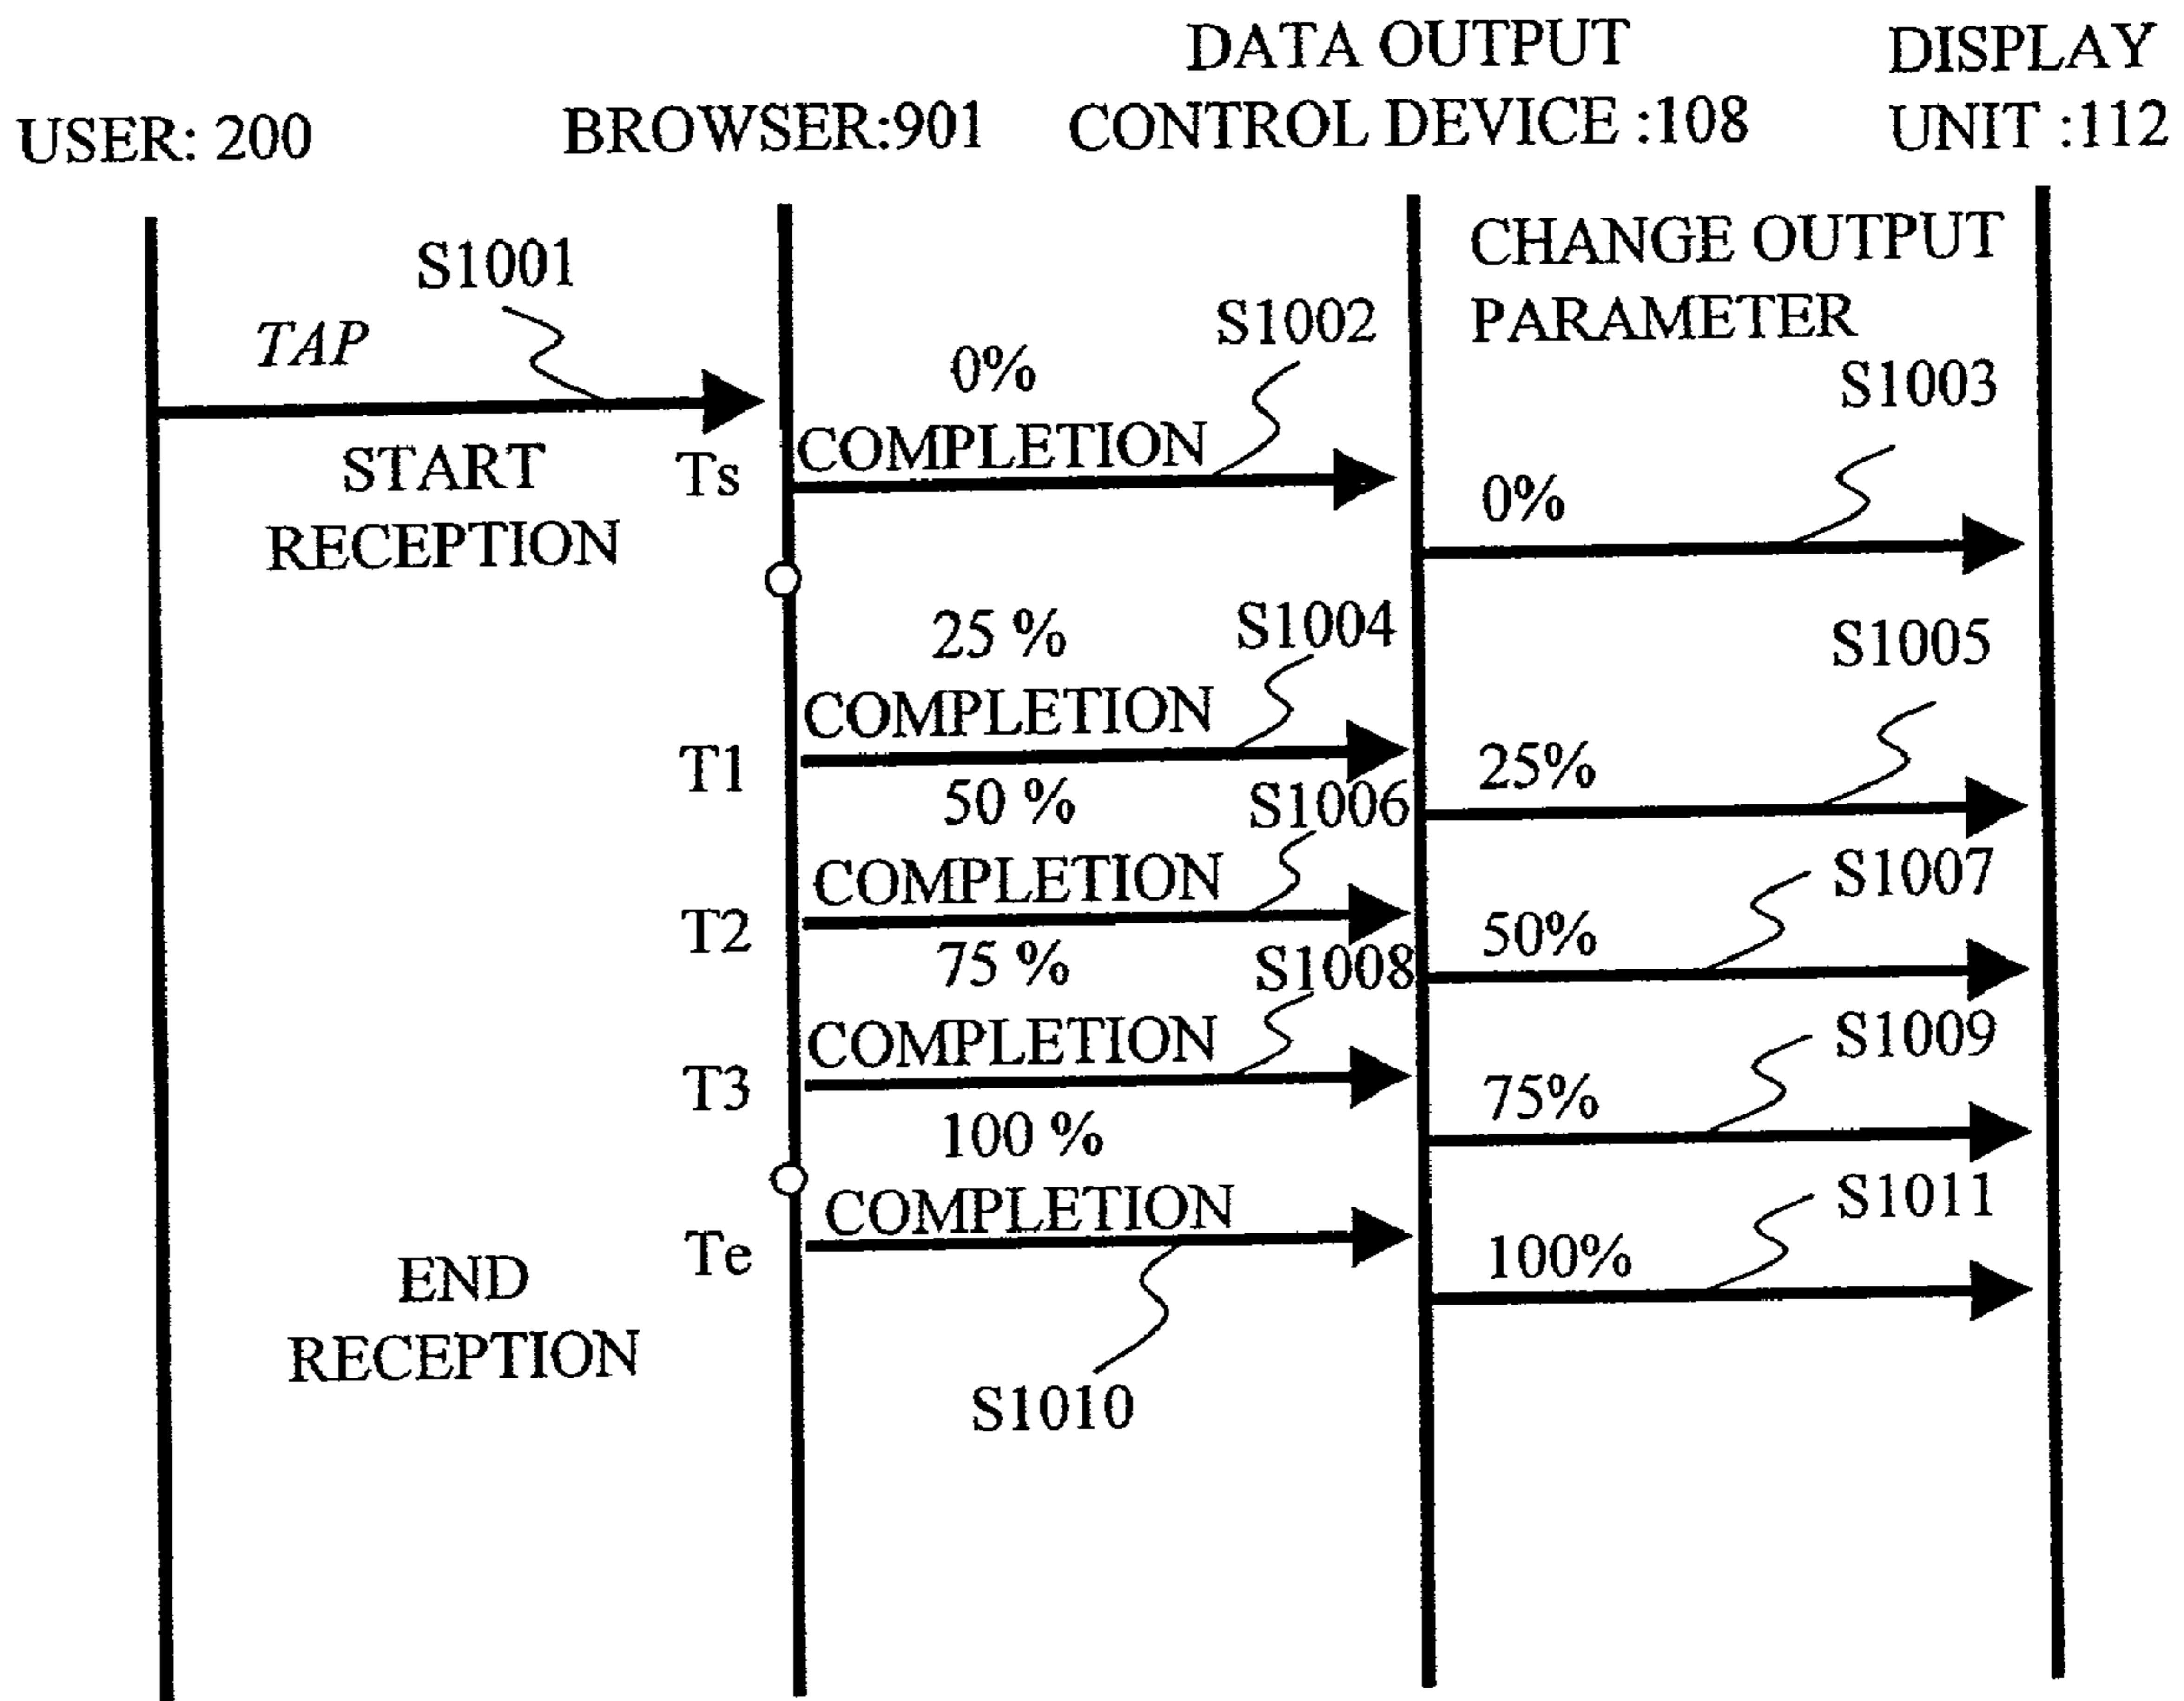 DATA OUTPUT
CONTROL DEVICE :108
DISPLAY
UNIT :112
USER: 200
BROWSER:901
CHANGE OUTPUT
PARAMETER
S1001
TAP
START
RECEPTION
Ts
0%
COMPLETION
S1002
S1003
0%
25 %
COMPLETION
S1004
S1005
T1
25%
50 %
COMPLETION
S1006
S1007
T2
50%
75 %
COMPLETION
S1008
S1009
T3
75%
100 %
COMPLETION
S1011
Te
100%
END
RECEPTION
S1010